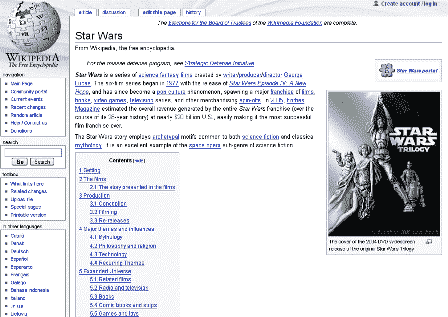 Create account / log in
article discussion edit this page history
The Elections for the Board of Trustees of the Wikimedia Foundation are complete.
Star Wars
From Wikipedia, the free encyclopedia.
For the missile defense program, see Strategic Defense Initiative.
Star Wars is a series of science fantasy films created by writer/producer/director George
Lucas. The six-film series began in 1977 with the release of Star Wars Episode IV: A New
Hope, and has since become a pop culture phenomenon, spawning a major franchise of films,
books, video games, television series, and other merchandising spin-offs. In 2005, Forbes
Magazine estimated the overall revenue generated by the entire Star Wars franchise (over the
course of its 28-year history) at nearly $20 billion U.S., easily making it the most successful
film franchise ever.
The Star Wars story employs archetypal motifs common to both science fiction and classical
mythology. It is an excellent example of the space opera sub-genre of science fiction.
Contents [hide]
1 Setting
2 The films
2.1 The story presented in the films
3 Production
3.1 Conception
3.2 Filming
3.3 Re-releases
4 Major themes and influences
4.1 Mythology
4.2 Philosophy and religion
4.3 Technology
4.4 Recurring Themes
5 Expanded Universe
5.1 Related films
5.2 Radio and television
5.3 Books
5.4 Comic books and strips
5.5 Games and toys
Star Wars portal
STAR WARS
TRILOGY
The cover of the 2004 DVD widescreen
release of the original Star Wars Trilogy.
WIKIPEDIA
The Free Encyclopedia
navigation
Main page
Community portal
Current events
Recent changes
Random article
Help / Contact us
Donations
search
Go Search
toolbox
What links here
Related changes
Upload file
Special pages
Printable version
in other languages
Català
Dansk
Deutsch
Español
Esperanto
Français
Galego
Bahasa Indonesia
Italiano
Lietuvių